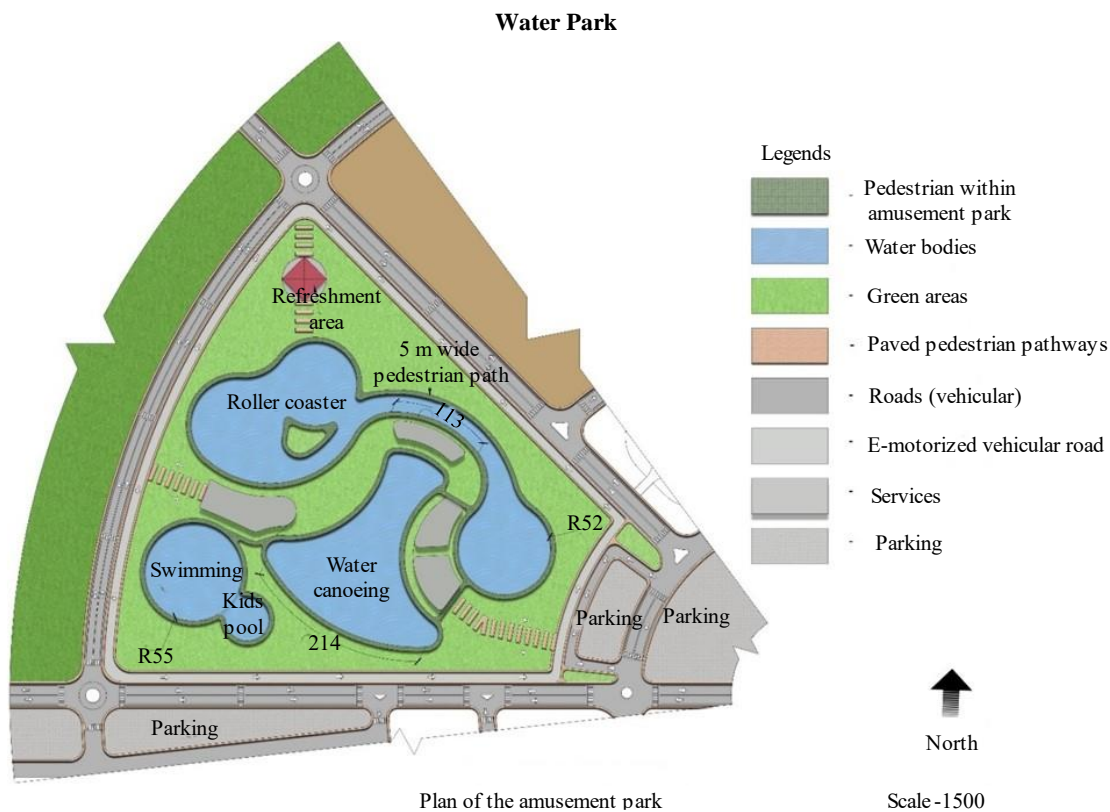 Water Park
Refreshment
area
5 m wide
pedestrian path
Roller coaster
113
R52
Swimming
Kids
pool
Water
canoeing
214
R55
Parking
Parking
Parking
Legends
Pedestrian within
amusement park
Water bodies
Green areas
Paved pedestrian pathways
Roads (vehicular)
E-motorized vehicular road
Services
Parking
North
Plan of the amusement park
Scale -1500